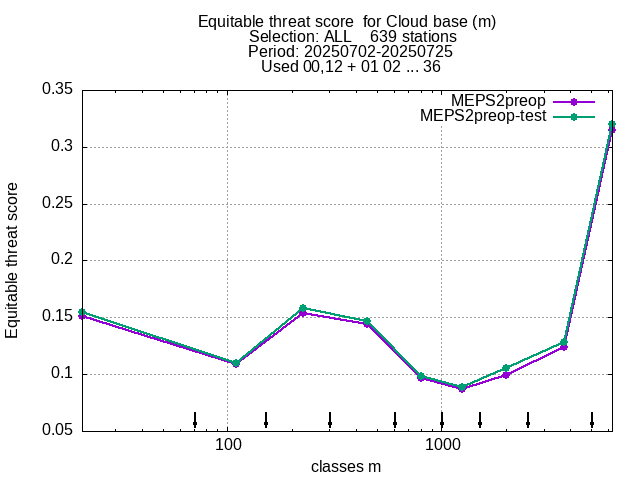 Equitable threat score  for Cloud base (m)
Selection: ALL    639 stations
Period: 20250702-20250725
Used 00,12 + 01 02 ... 36
MEPS2preop
MEPS2preop-test
0.35
0.3
0.25
0.2
0.15
0.1
0.05
Equitable threat score
100
1000
classes m